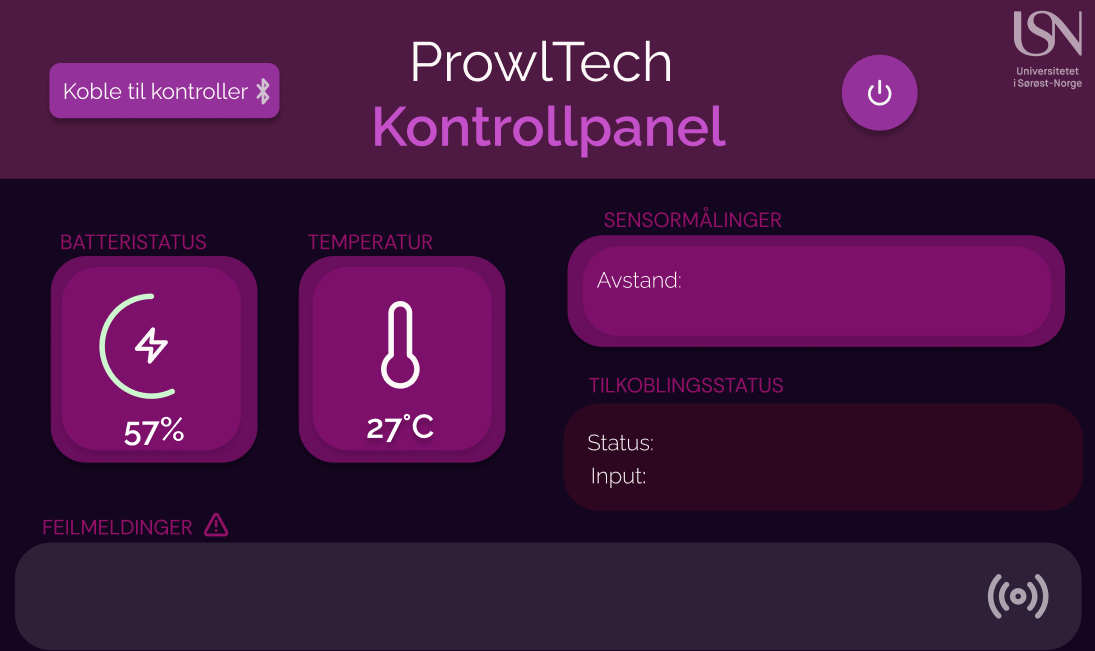 ProwlTech
Kontrollpanel
Koble til kontroller
USN
Universitetet
i Sørøst-Norge
BATTERISTATUS
57%
TEMPERATUR
27°C
SENSORMÅLINGER
Avstand:
TILKOBLINGSSTATUS
Status:
Input:
FEILMELDINGER